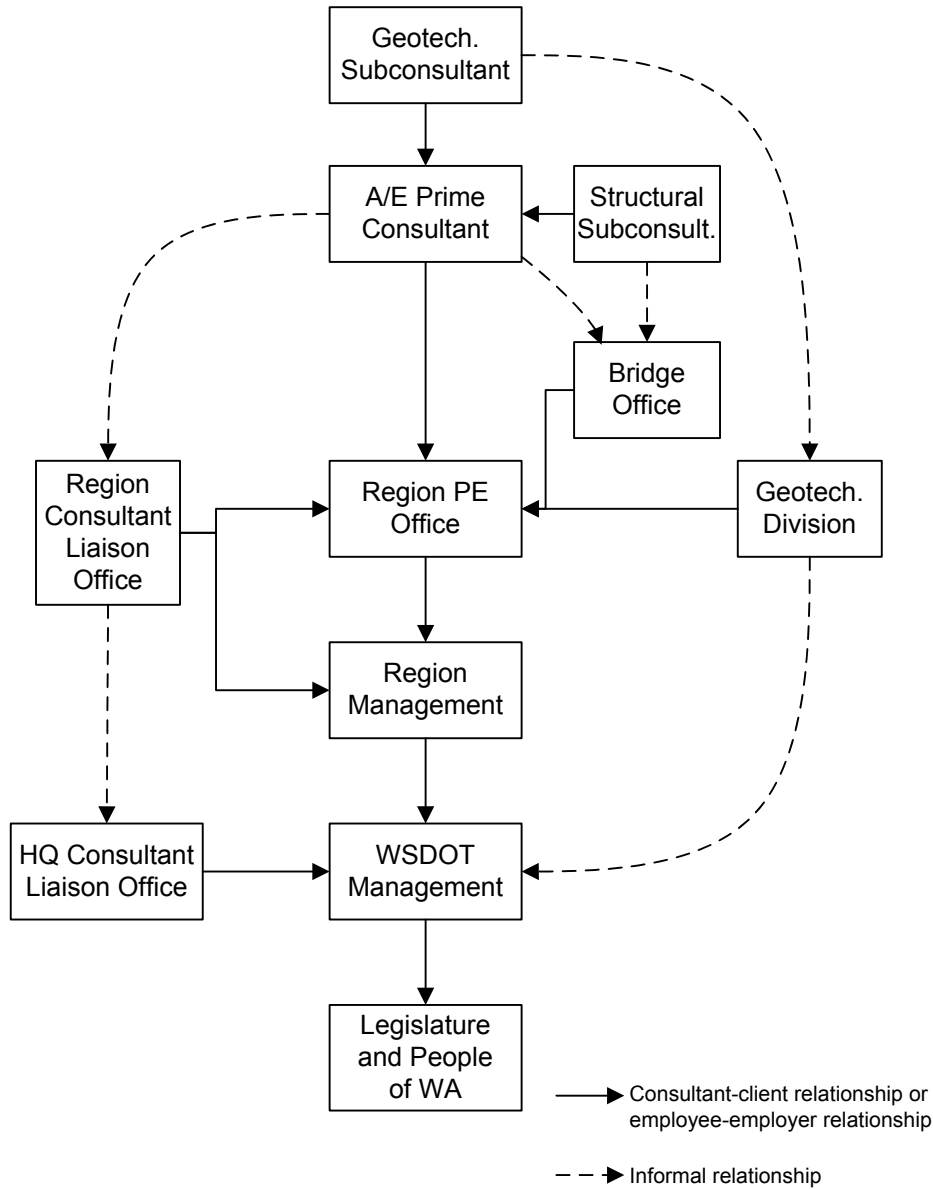 Geotech.
Subconsultant
A/E Prime
Consultant
Structural
Subconsult.
Bridge
Office
Region
Consultant
Liaison
Office
Region PE
Office
Geotech.
Division
Region
Management
HQ Consultant
Liaison Office
WSDOT
Management
Legislature
and People
of WA
Consultant-client relationship or
employee-employer relationship
Informal relationship